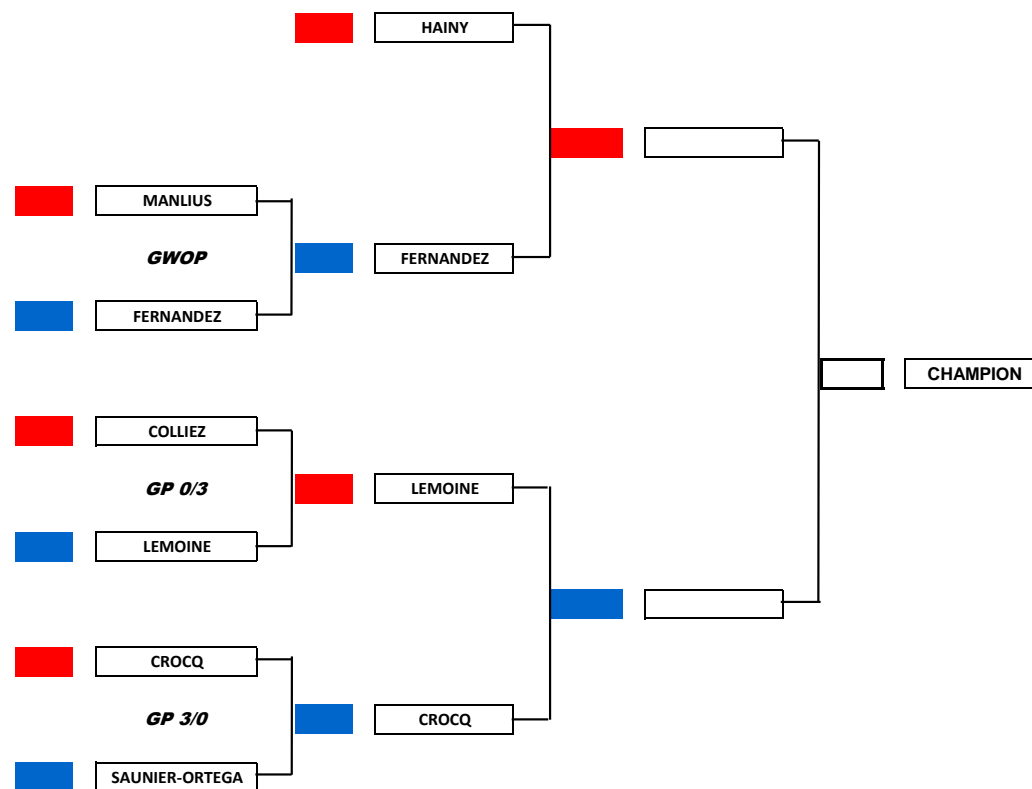 HAINY
MANLIUS
GWOP
FERNANDEZ
FERNANDEZ
COLLIEZ
GP 0/3
LEMOINE
LEMOINE
CROCQ
GP 3/0
CROCQ
SAUNIER-ORTEGA
CHAMPION